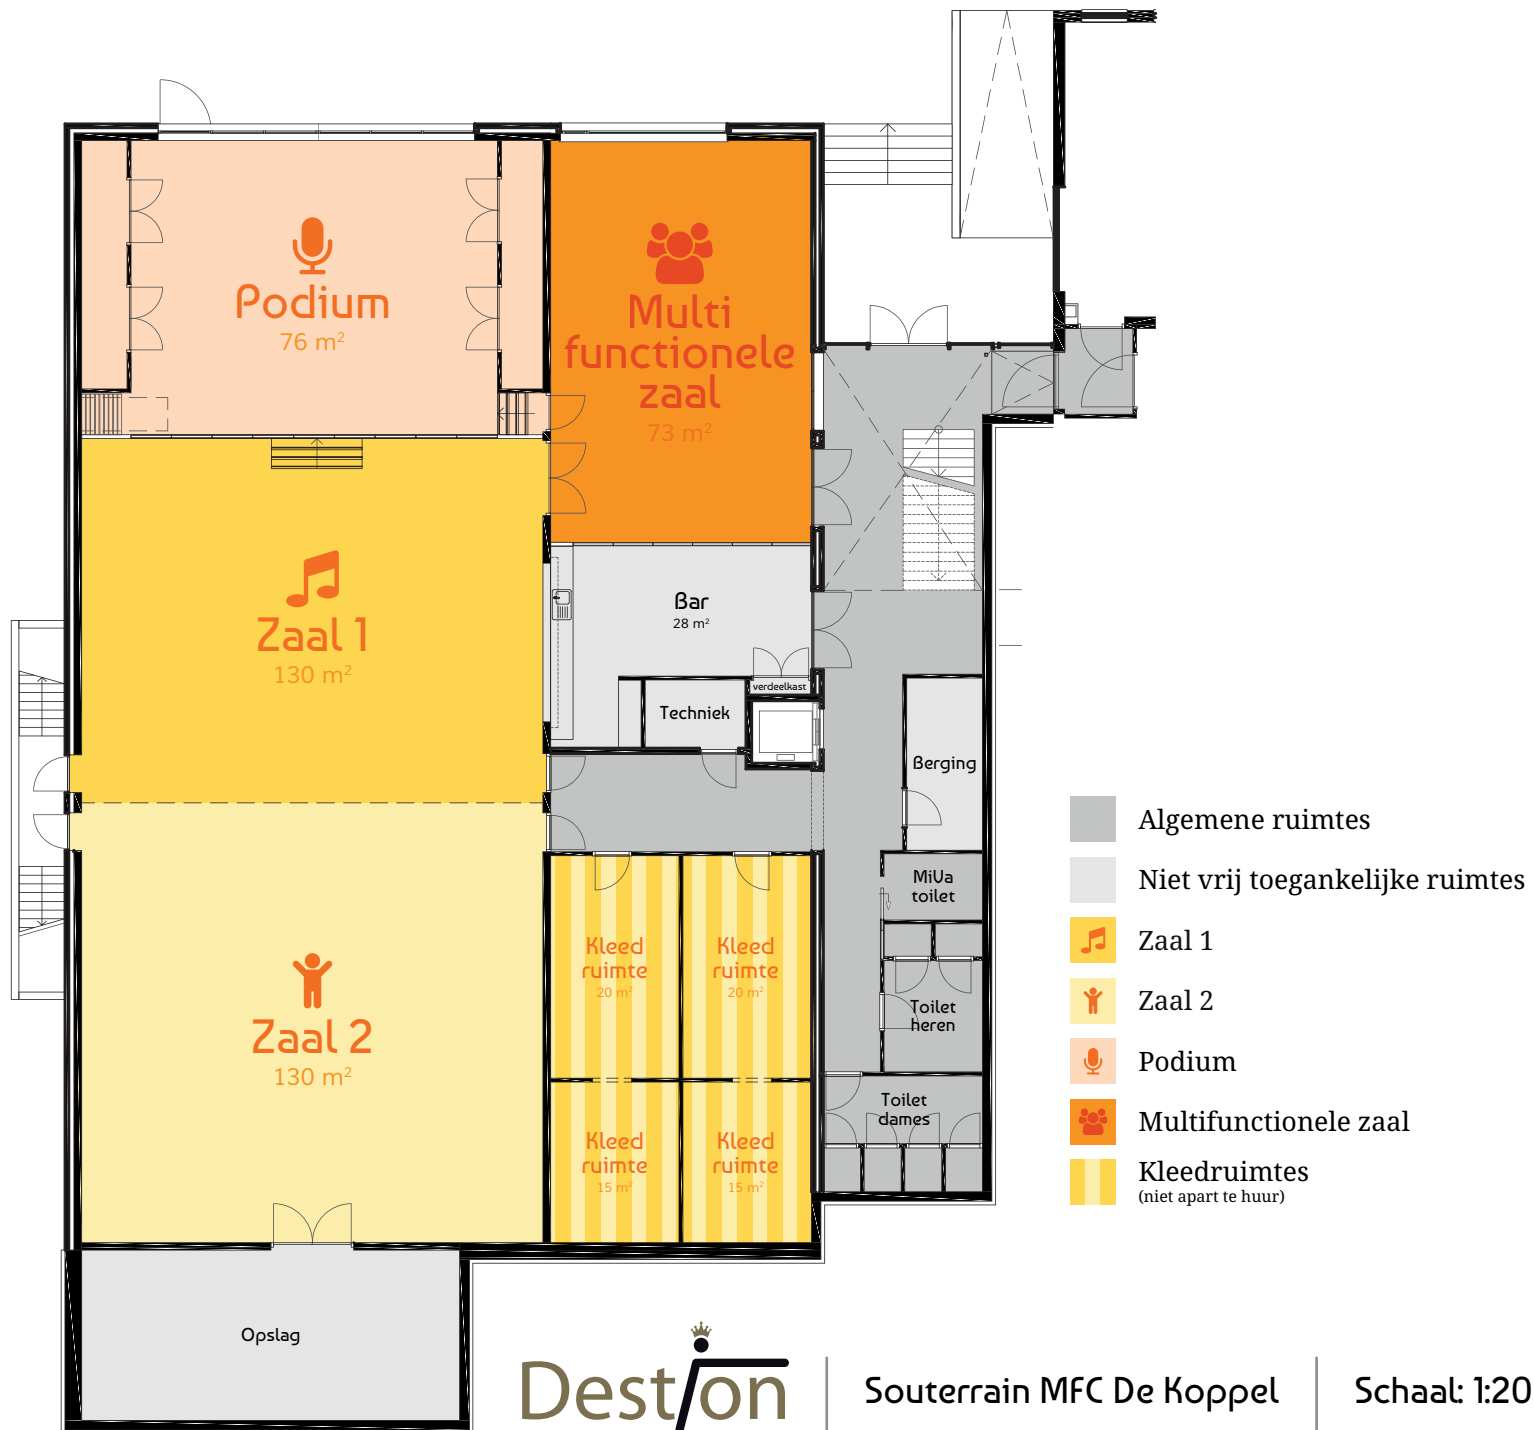 Podium
76 m²
Multi
functionele
zaal
73 m²
Zaal 1
130 m²
Bar
28 m²
verdeelkast
Techniek
Berging
MiVa
toilet
Kleed
ruimte
20 m²
Kleed
ruimte
20 m²
Toilet
heren
Zaal 2
130 m²
Toilet
dames
Kleed
ruimte
15 m²
Kleed
ruimte
15 m²
Opslag
Algemene ruimtes
Niet vrij toegankelijke ruimtes
Zaal 1
Zaal 2
Podium
Multifunctionele zaal
Kleedruimtes
(niet apart te huur)
Destion
Souterrain MFC De Koppel
Schaal: 1:20